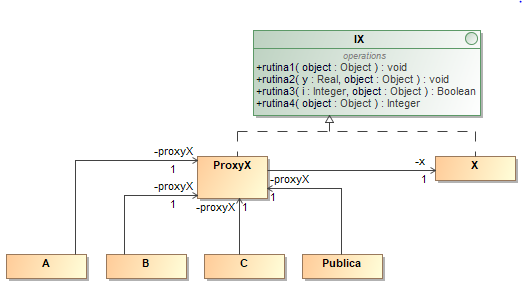 IX
operations
+rutina1( object : Object ) : void
+rutina2( y : Real, object : Object ) : void
+rutina3( i : Integer, object : Object ) : Boolean
+rutina4( object : Object ) : Integer
-proxyX
1
ProxyX
-x
1
X
-proxyX
1
-proxyX
1
-proxyX
1
A
B
C
Publica